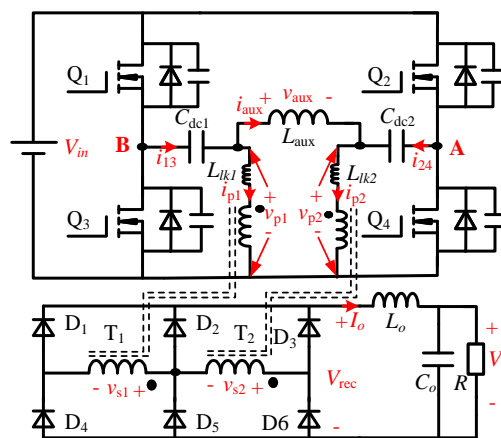 Q1 Q2
Cdc1 iaux + vaux - Cdc2
Laux
Vin B A
i13 Llk1 Llk2 i24
ip1 ip2
+ +
Q3 vp1 vp2 Q4
- -
D1 T1 D2 T2 D3 + Io Lo
+
- vs1 + - vs2 + Vrec Co R V
D4 D5 D6 - -